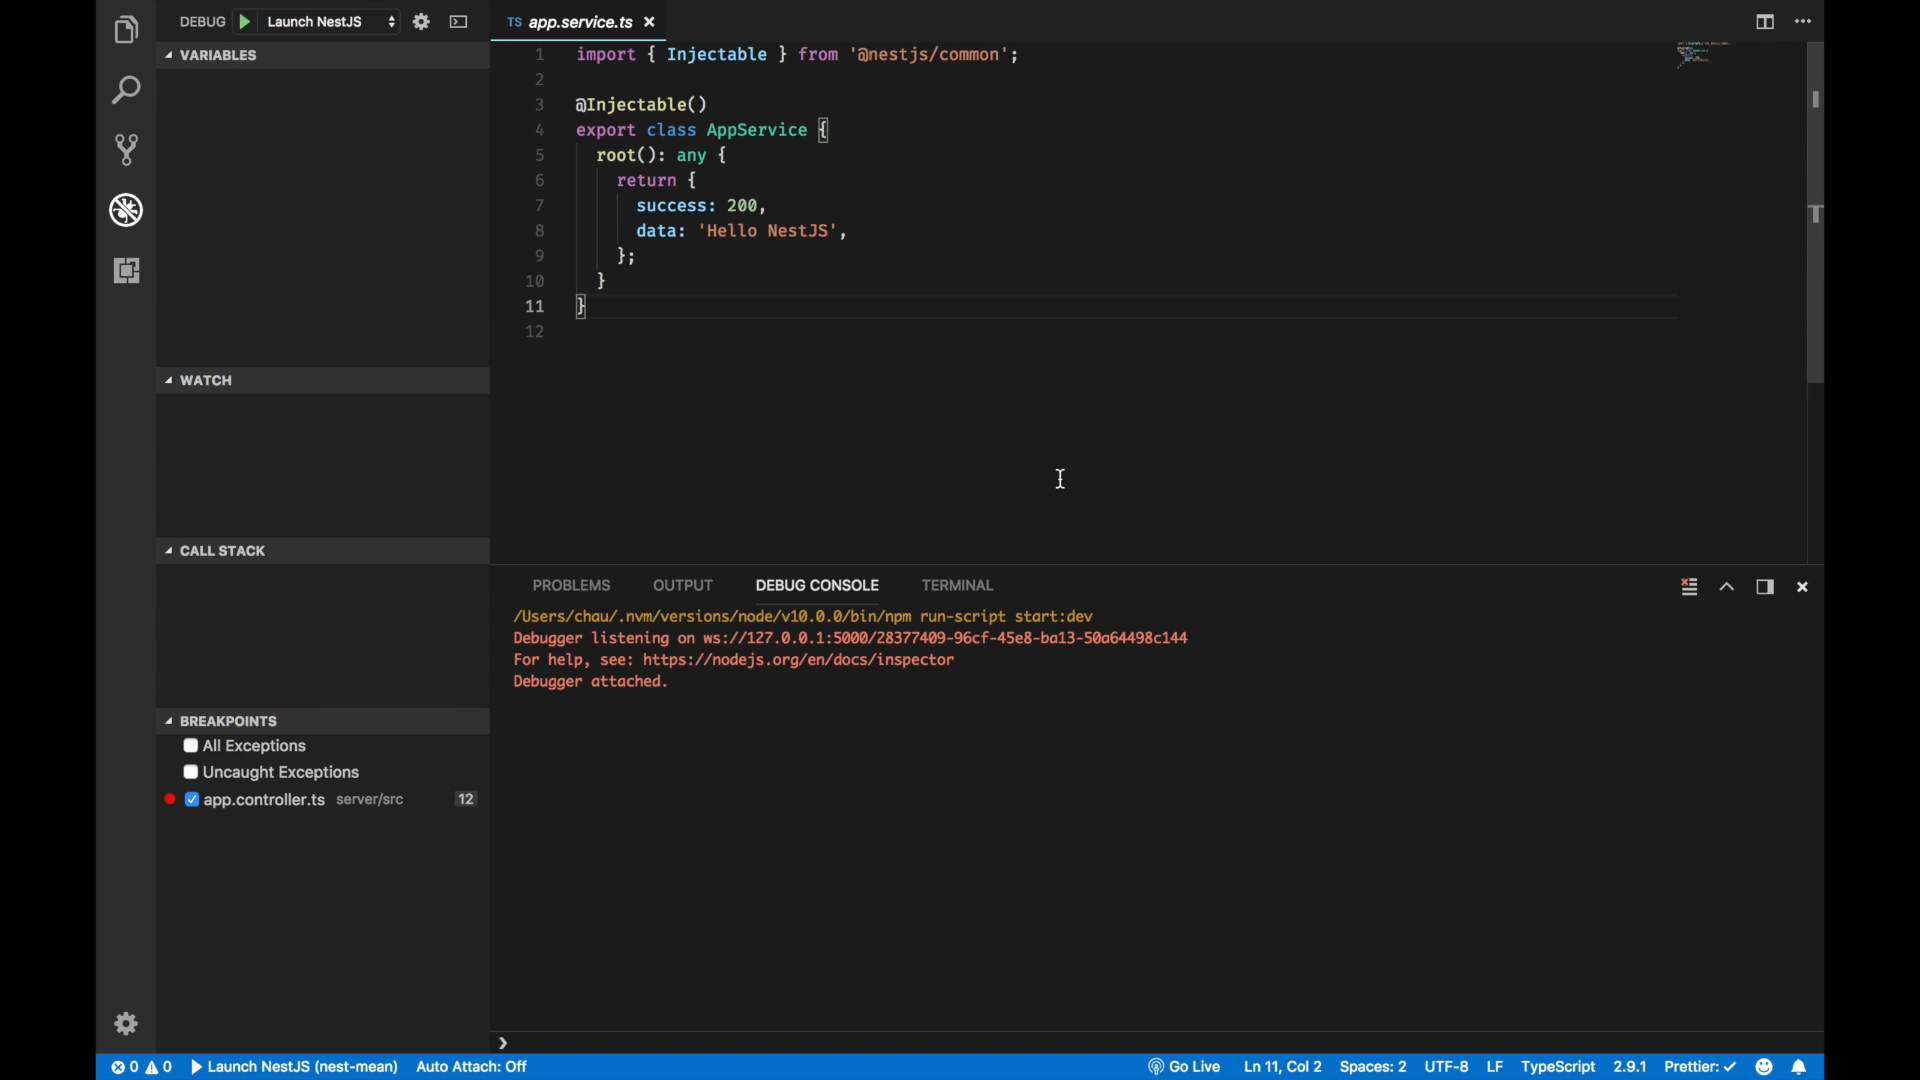 DEBUG Launch NestJS
VARIABLES
WATCH
CALL STACK
BREAKPOINTS
All Exceptions
Uncaught Exceptions
app.controller.ts server/src 12
TS app.service.ts
1 import { Injectable } from '@nestjs/common';
2
3 @Injectable()
4 export class AppService {
5 root(): any {
6 return {
7 success: 200,
8 data: 'Hello NestJS',
9 };
10 }
11 }
12
PROBLEMS OUTPUT DEBUG CONSOLE TERMINAL
/Users/chau/.nvm/versions/node/v10.0.0/bin/npm run-script start:dev
Debugger listening on ws://127.0.0.1:5000/28377409-96cf-45e8-ba13-50a64498c144
For help, see: https://nodejs.org/en/docs/inspector
Debugger attached.
0 0 Launch NestJS (nest-mean) Auto Attach: Off Go Live Ln 11, Col 2 Spaces: 2 UTF-8 LF TypeScript 2.9.1 Prettier: ✓